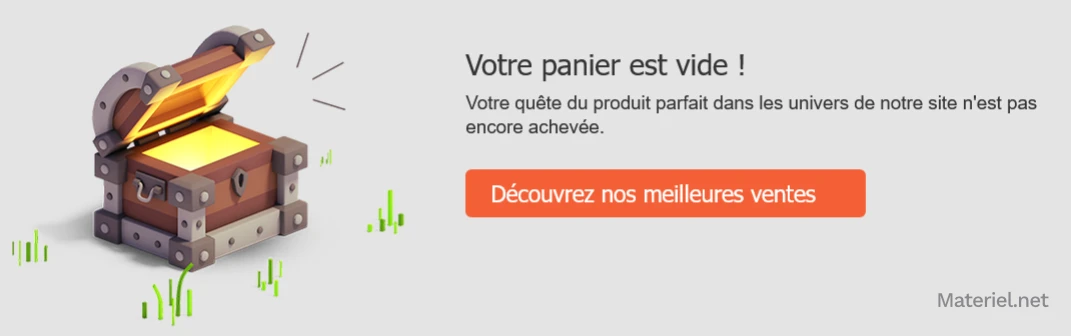 Votre panier est vide !
Votre quête du produit parfait dans les univers de notre site n'est pas
encore achevée.
Découvrez nos meilleures ventes
Materiel.net